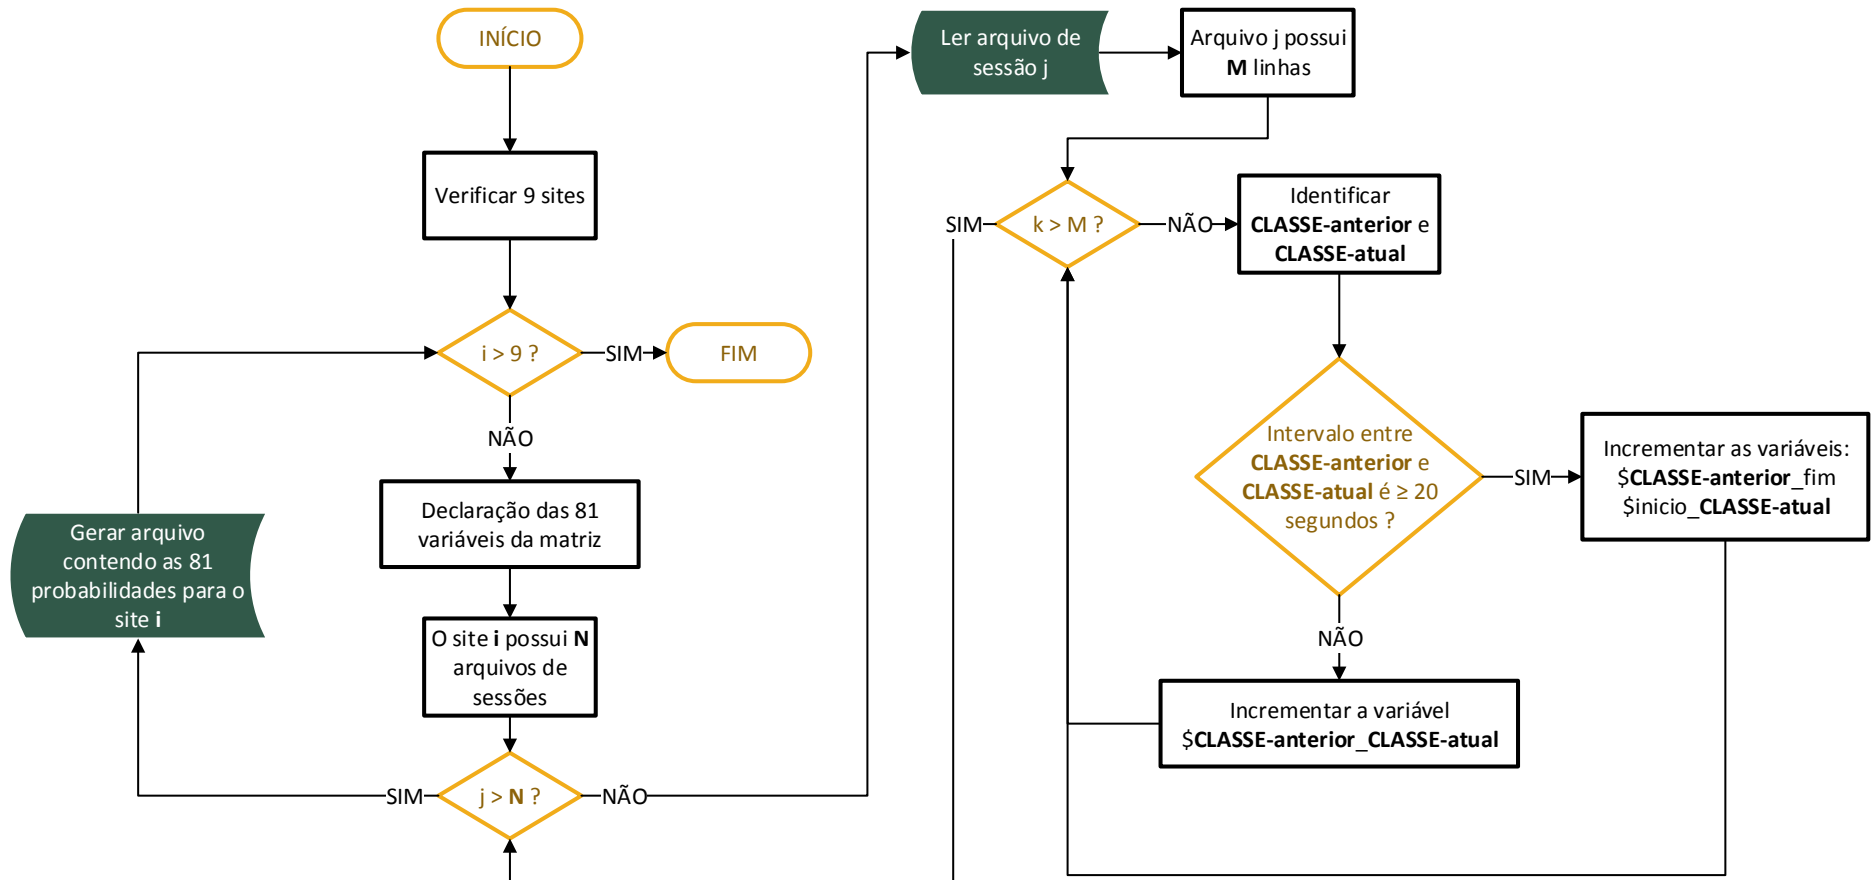 INÍCIO
Verificar 9 sites
i > 9 ?
SIM
FIM
NÃO
Declaração das 81
variáveis da matriz
O site i possui N
arquivos de
sessões
j > N ?
SIM
NÃO
Gerar arquivo
contendo as 81
probabilidades para o
site i
Ler arquivo de
sessão j
Arquivo j possui
M linhas
k > M ?
SIM
NÃO
Identificar
CLASSE-anterior e
CLASSE-atual
Intervalo entre
CLASSE-anterior e
CLASSE-atual é ≥ 20
segundos ?
SIM
Incrementar as variáveis:
$CLASSE-anterior_fim
$inicio_CLASSE-atual
NÃO
Incrementar a variável
$CLASSE-anterior_CLASSE-atual